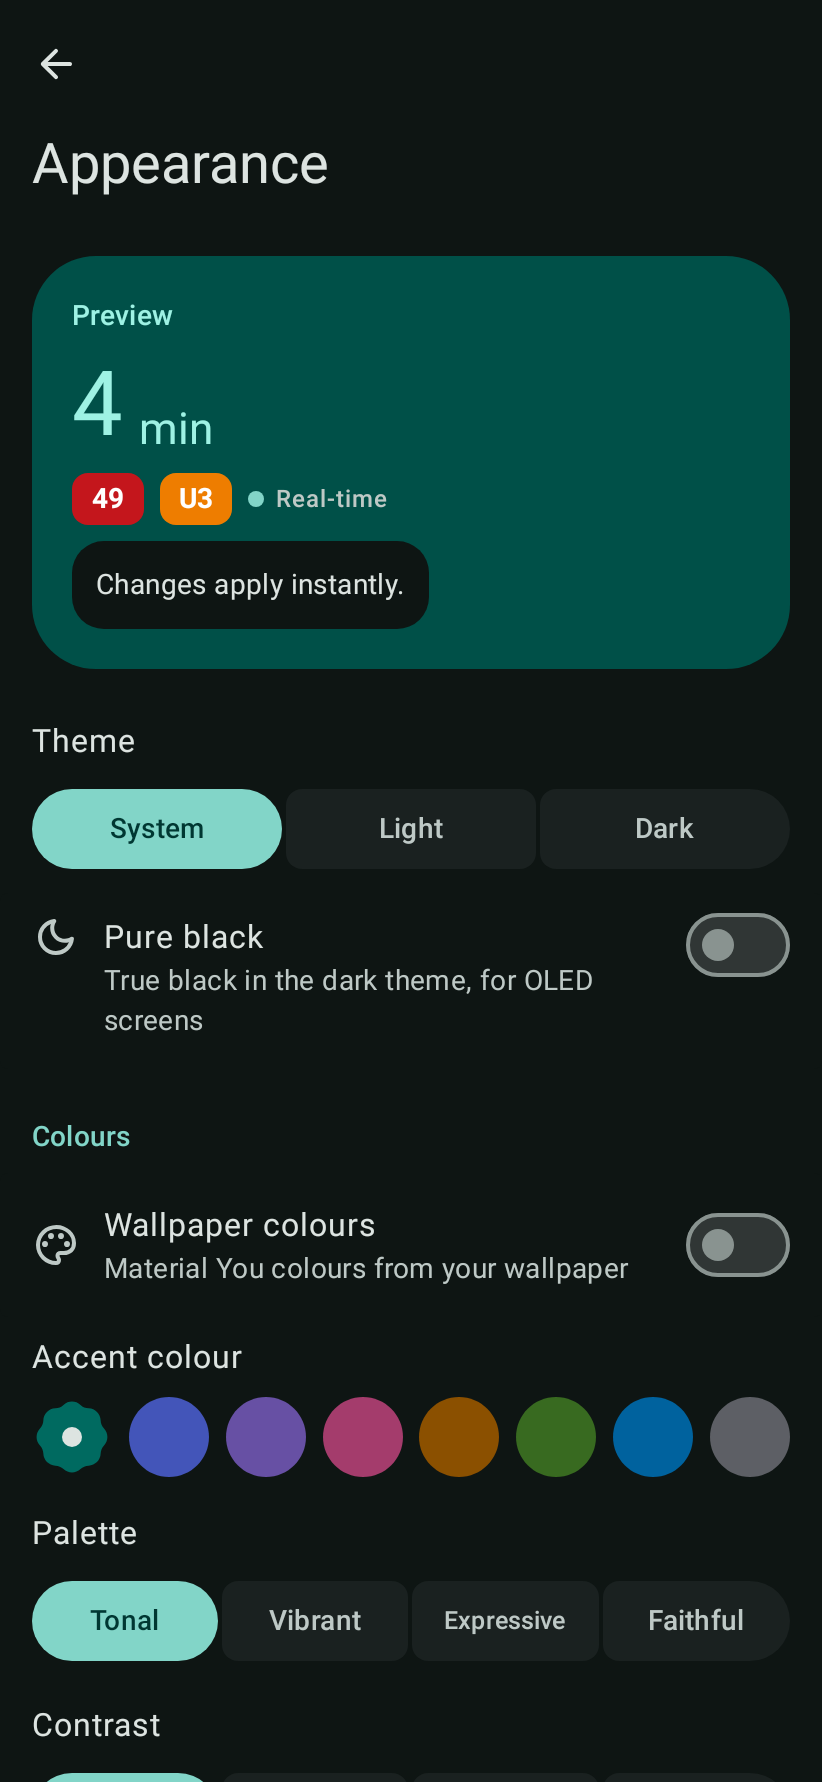 Appearance
Preview
4 min
49 U3 Real-time
Changes apply instantly.
Theme
System Light Dark
Pure black
True black in the dark theme, for OLED
screens
Colours
Wallpaper colours
Material You colours from your wallpaper
Accent colour
Palette
Tonal Vibrant Expressive Faithful
Contrast